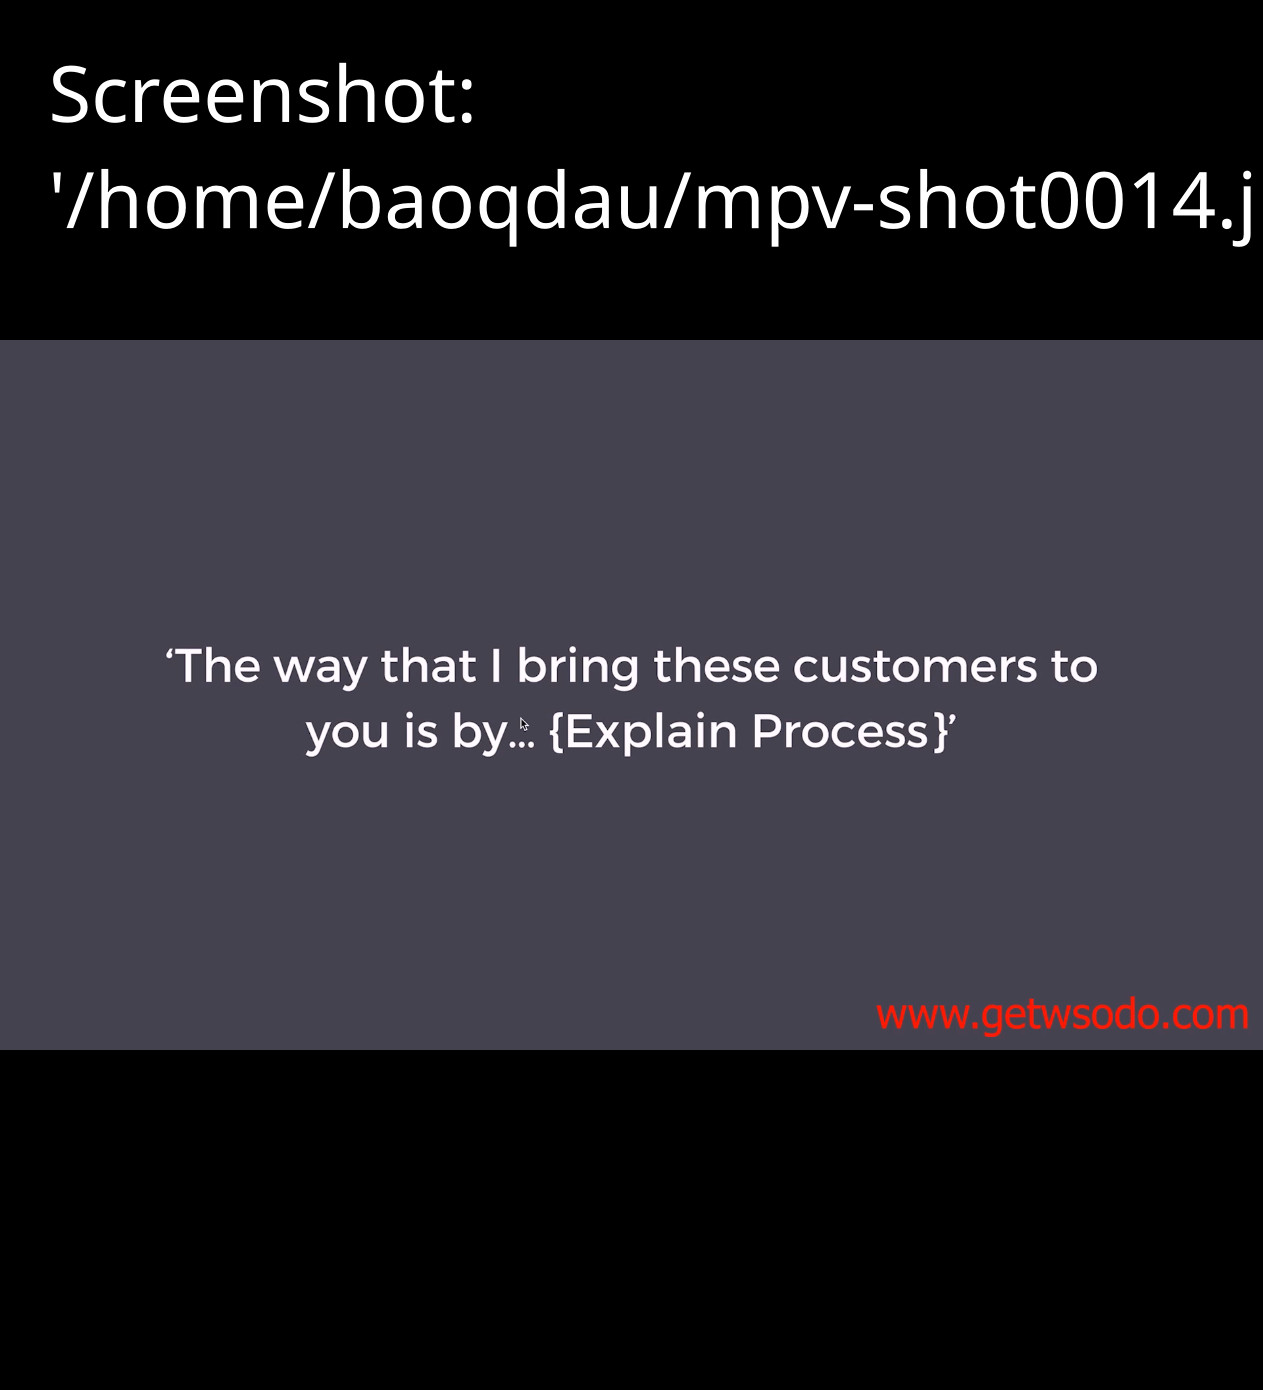 Screenshot:
'/home/baoqdau/mpv-shot0014.j
‘The way that I bring these customers to
you is by... {Explain Process}’
www.getwsodo.com